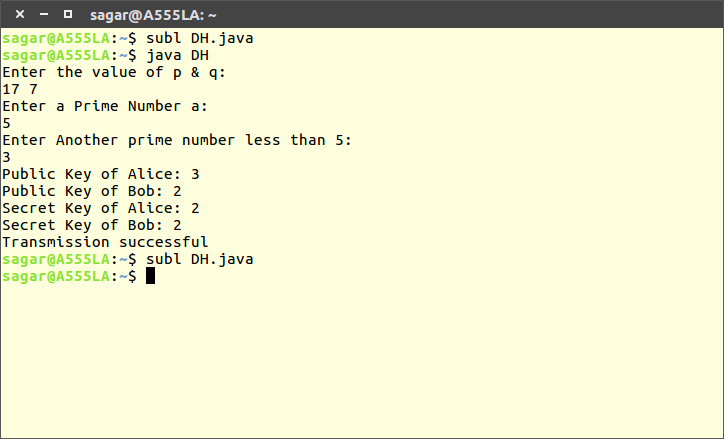 sagar@A555LA: ~
sagar@A555LA:~$ subl DH.java
sagar@A555LA:~$ java DH
Enter the value of p & q:
17 7
Enter a Prime Number a:
5
Enter Another prime number less than 5:
3
Public Key of Alice: 3
Public Key of Bob: 2
Secret Key of Alice: 2
Secret Key of Bob: 2
Transmission successful
sagar@A555LA:~$ subl DH.java
sagar@A555LA:~$